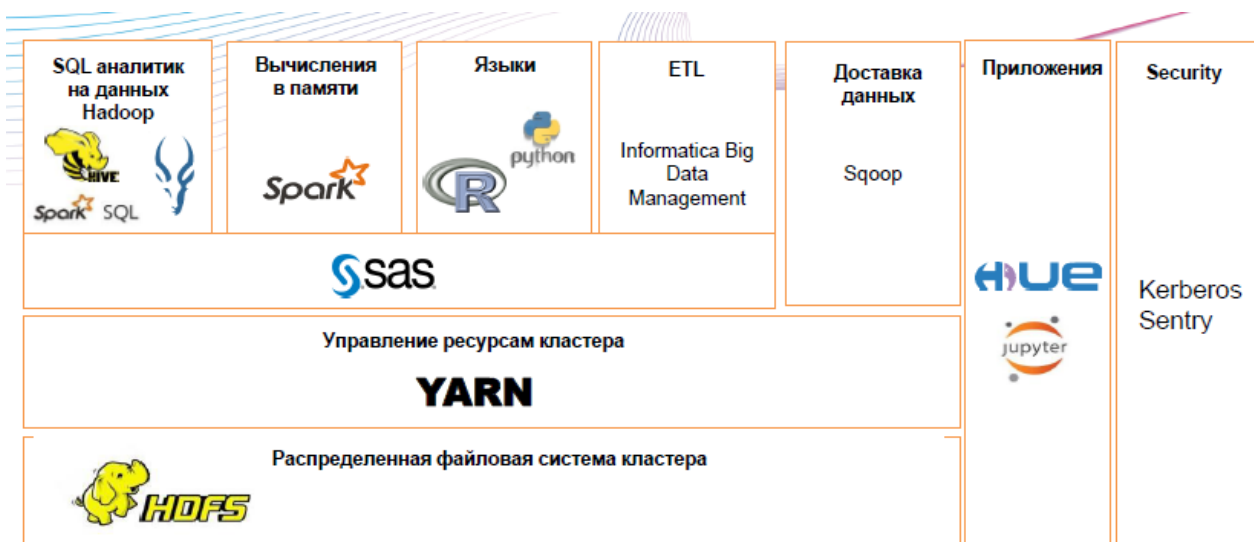 SQL аналитик
на данных
Hadoop
HIVE
Spark SQL
Вычисления
в памяти
Spark
Языки
python
R
ETL
Informatica Big
Data
Management
Доставка
данных
Sqoop
Приложения
HUE
jupyter
Security
Kerberos
Sentry
sas
Управление ресурсам кластера
YARN
Распределенная файловая система кластера
HDFS